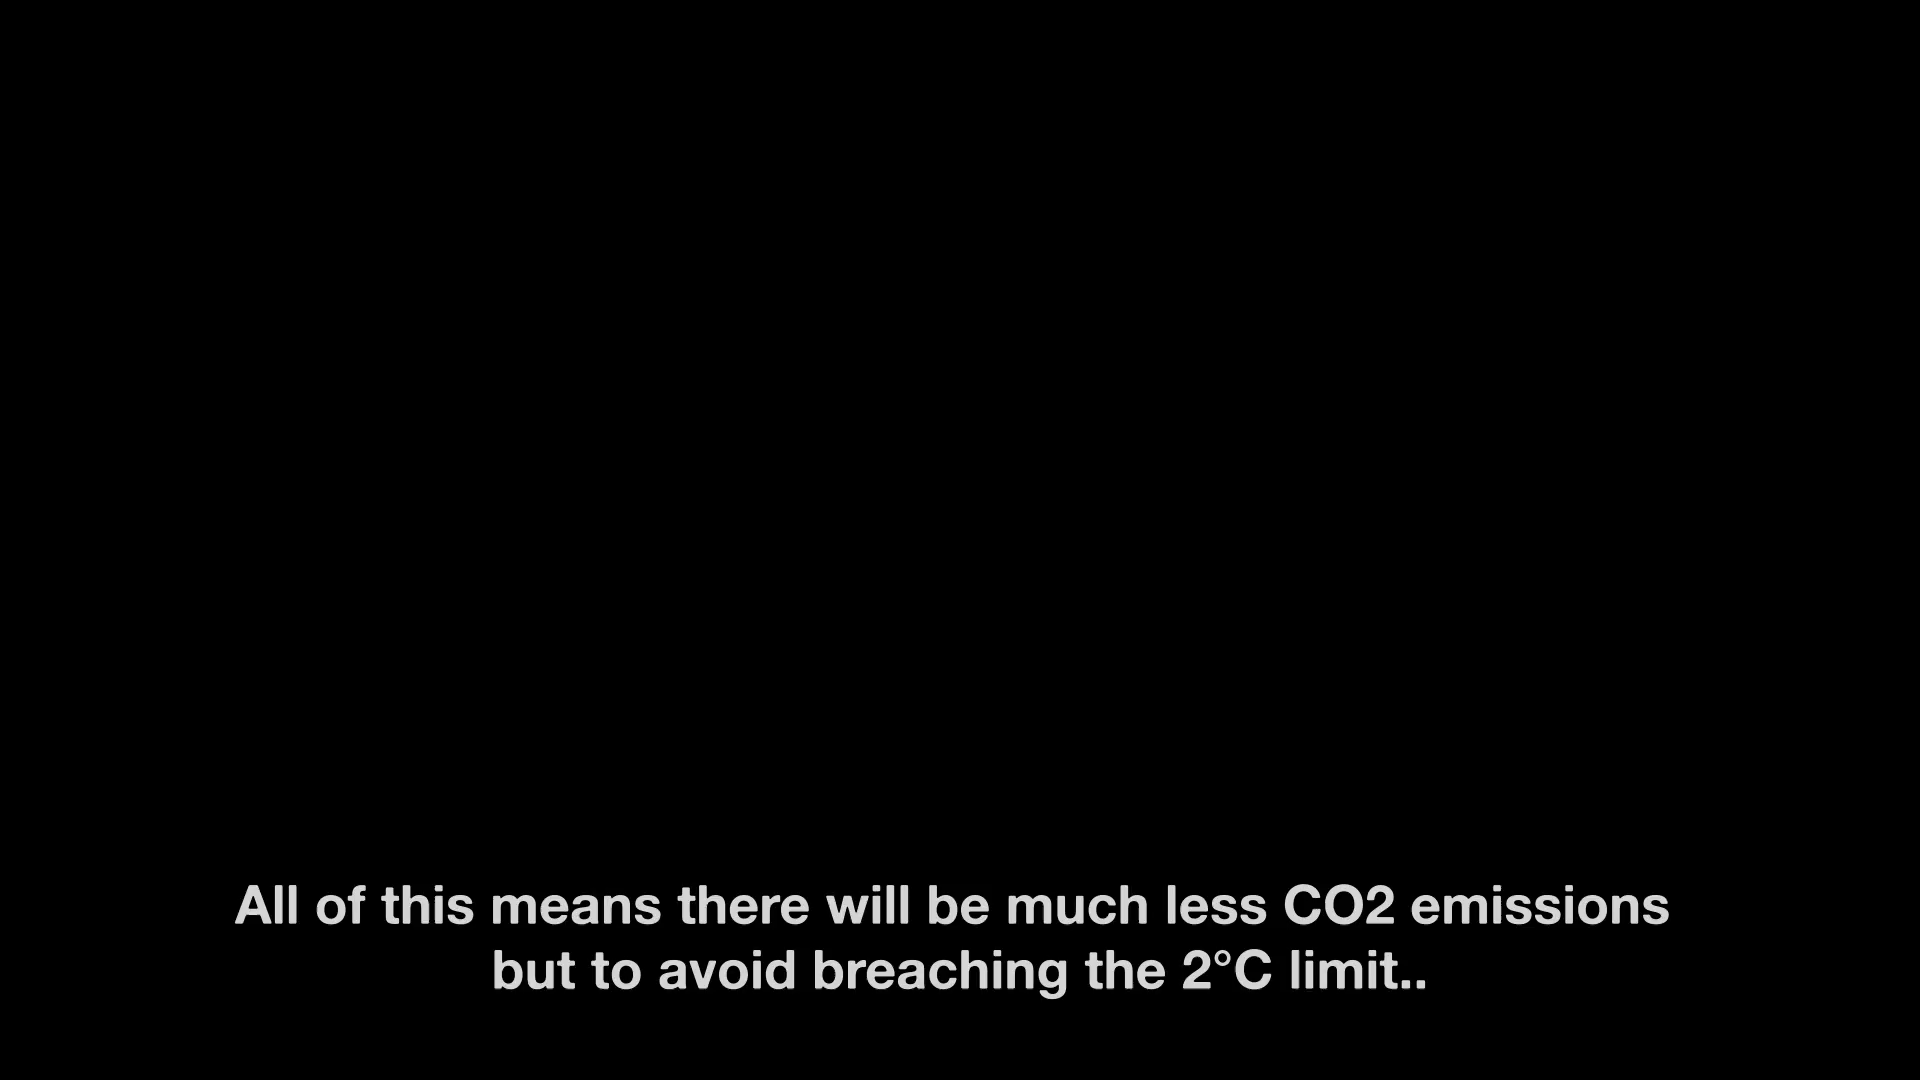 All of this means there will be much less CO2 emissions
but to avoid breaching the 2°C limit..